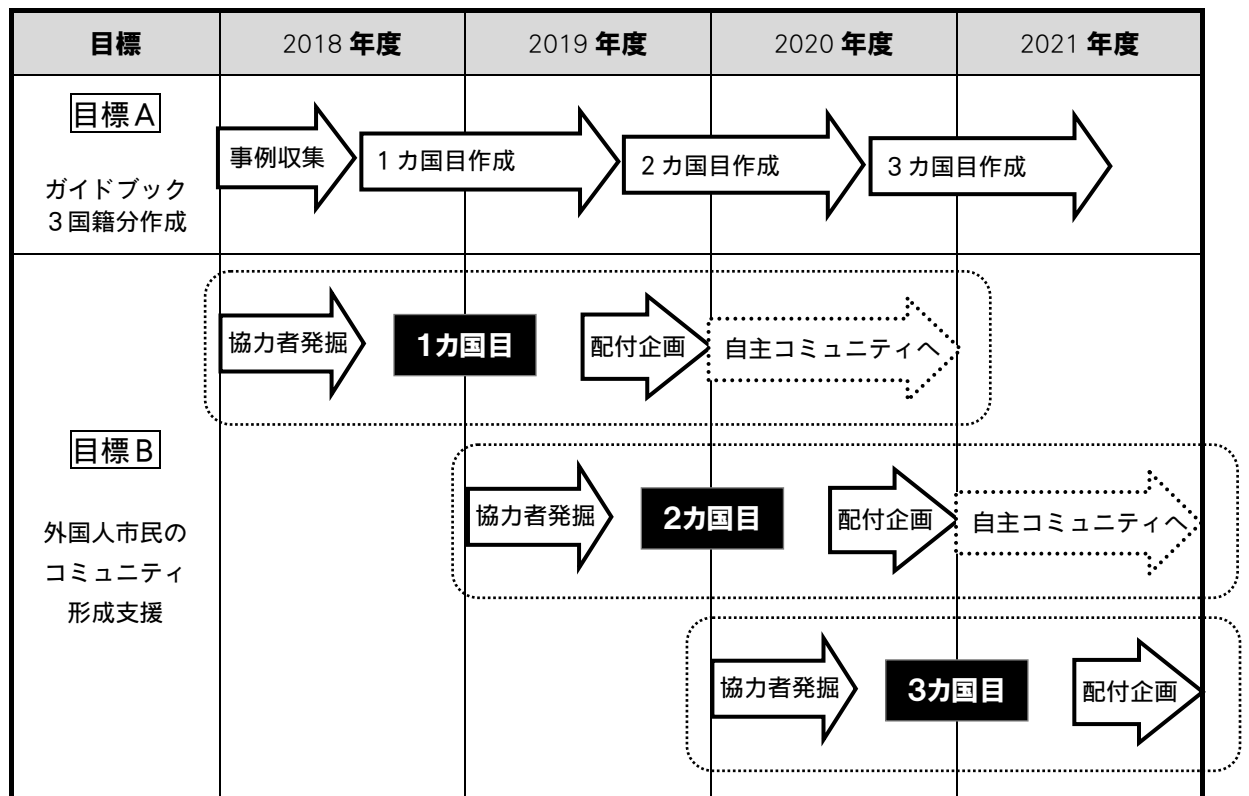 目標 2018 年度 2019 年度 2020 年度 2021 年度
目標A
ガイドブック
3国籍分作成
事例収集 1カ国目作成 2カ国目作成 3カ国目作成
目標B
外国人市民の
コミュニティ
形成支援
協力者発掘 1カ国目 配付企画 自主コミュニティへ
協力者発掘 2カ国目 配付企画 自主コミュニティへ
協力者発掘 3カ国目 配付企画